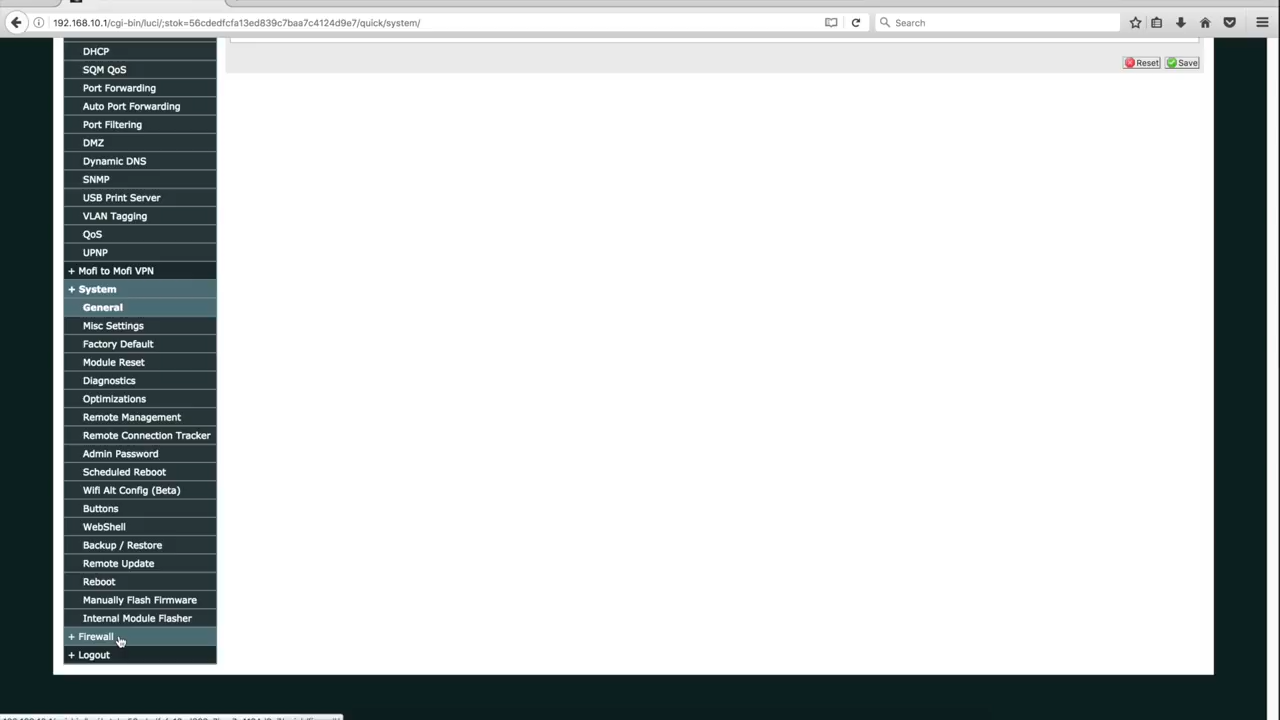 192.168.10.1/cgi-bin/luci/;stok=56cdedfcfa13ed839c7baa7c4124d9e7/quick/system/
Search
DHCP
SQM QoS
Port Forwarding
Auto Port Forwarding
Port Filtering
DMZ
Dynamic DNS
SNMP
USB Print Server
VLAN Tagging
QoS
UPNP
+ Mofi to Mofi VPN
+ System
General
Misc Settings
Factory Default
Module Reset
Diagnostics
Optimizations
Remote Management
Remote Connection Tracker
Admin Password
Scheduled Reboot
Wifi Alt Config (Beta)
Buttons
WebShell
Backup / Restore
Remote Update
Reboot
Manually Flash Firmware
Internal Module Flasher
+ Firewall
+ Logout
Reset Save